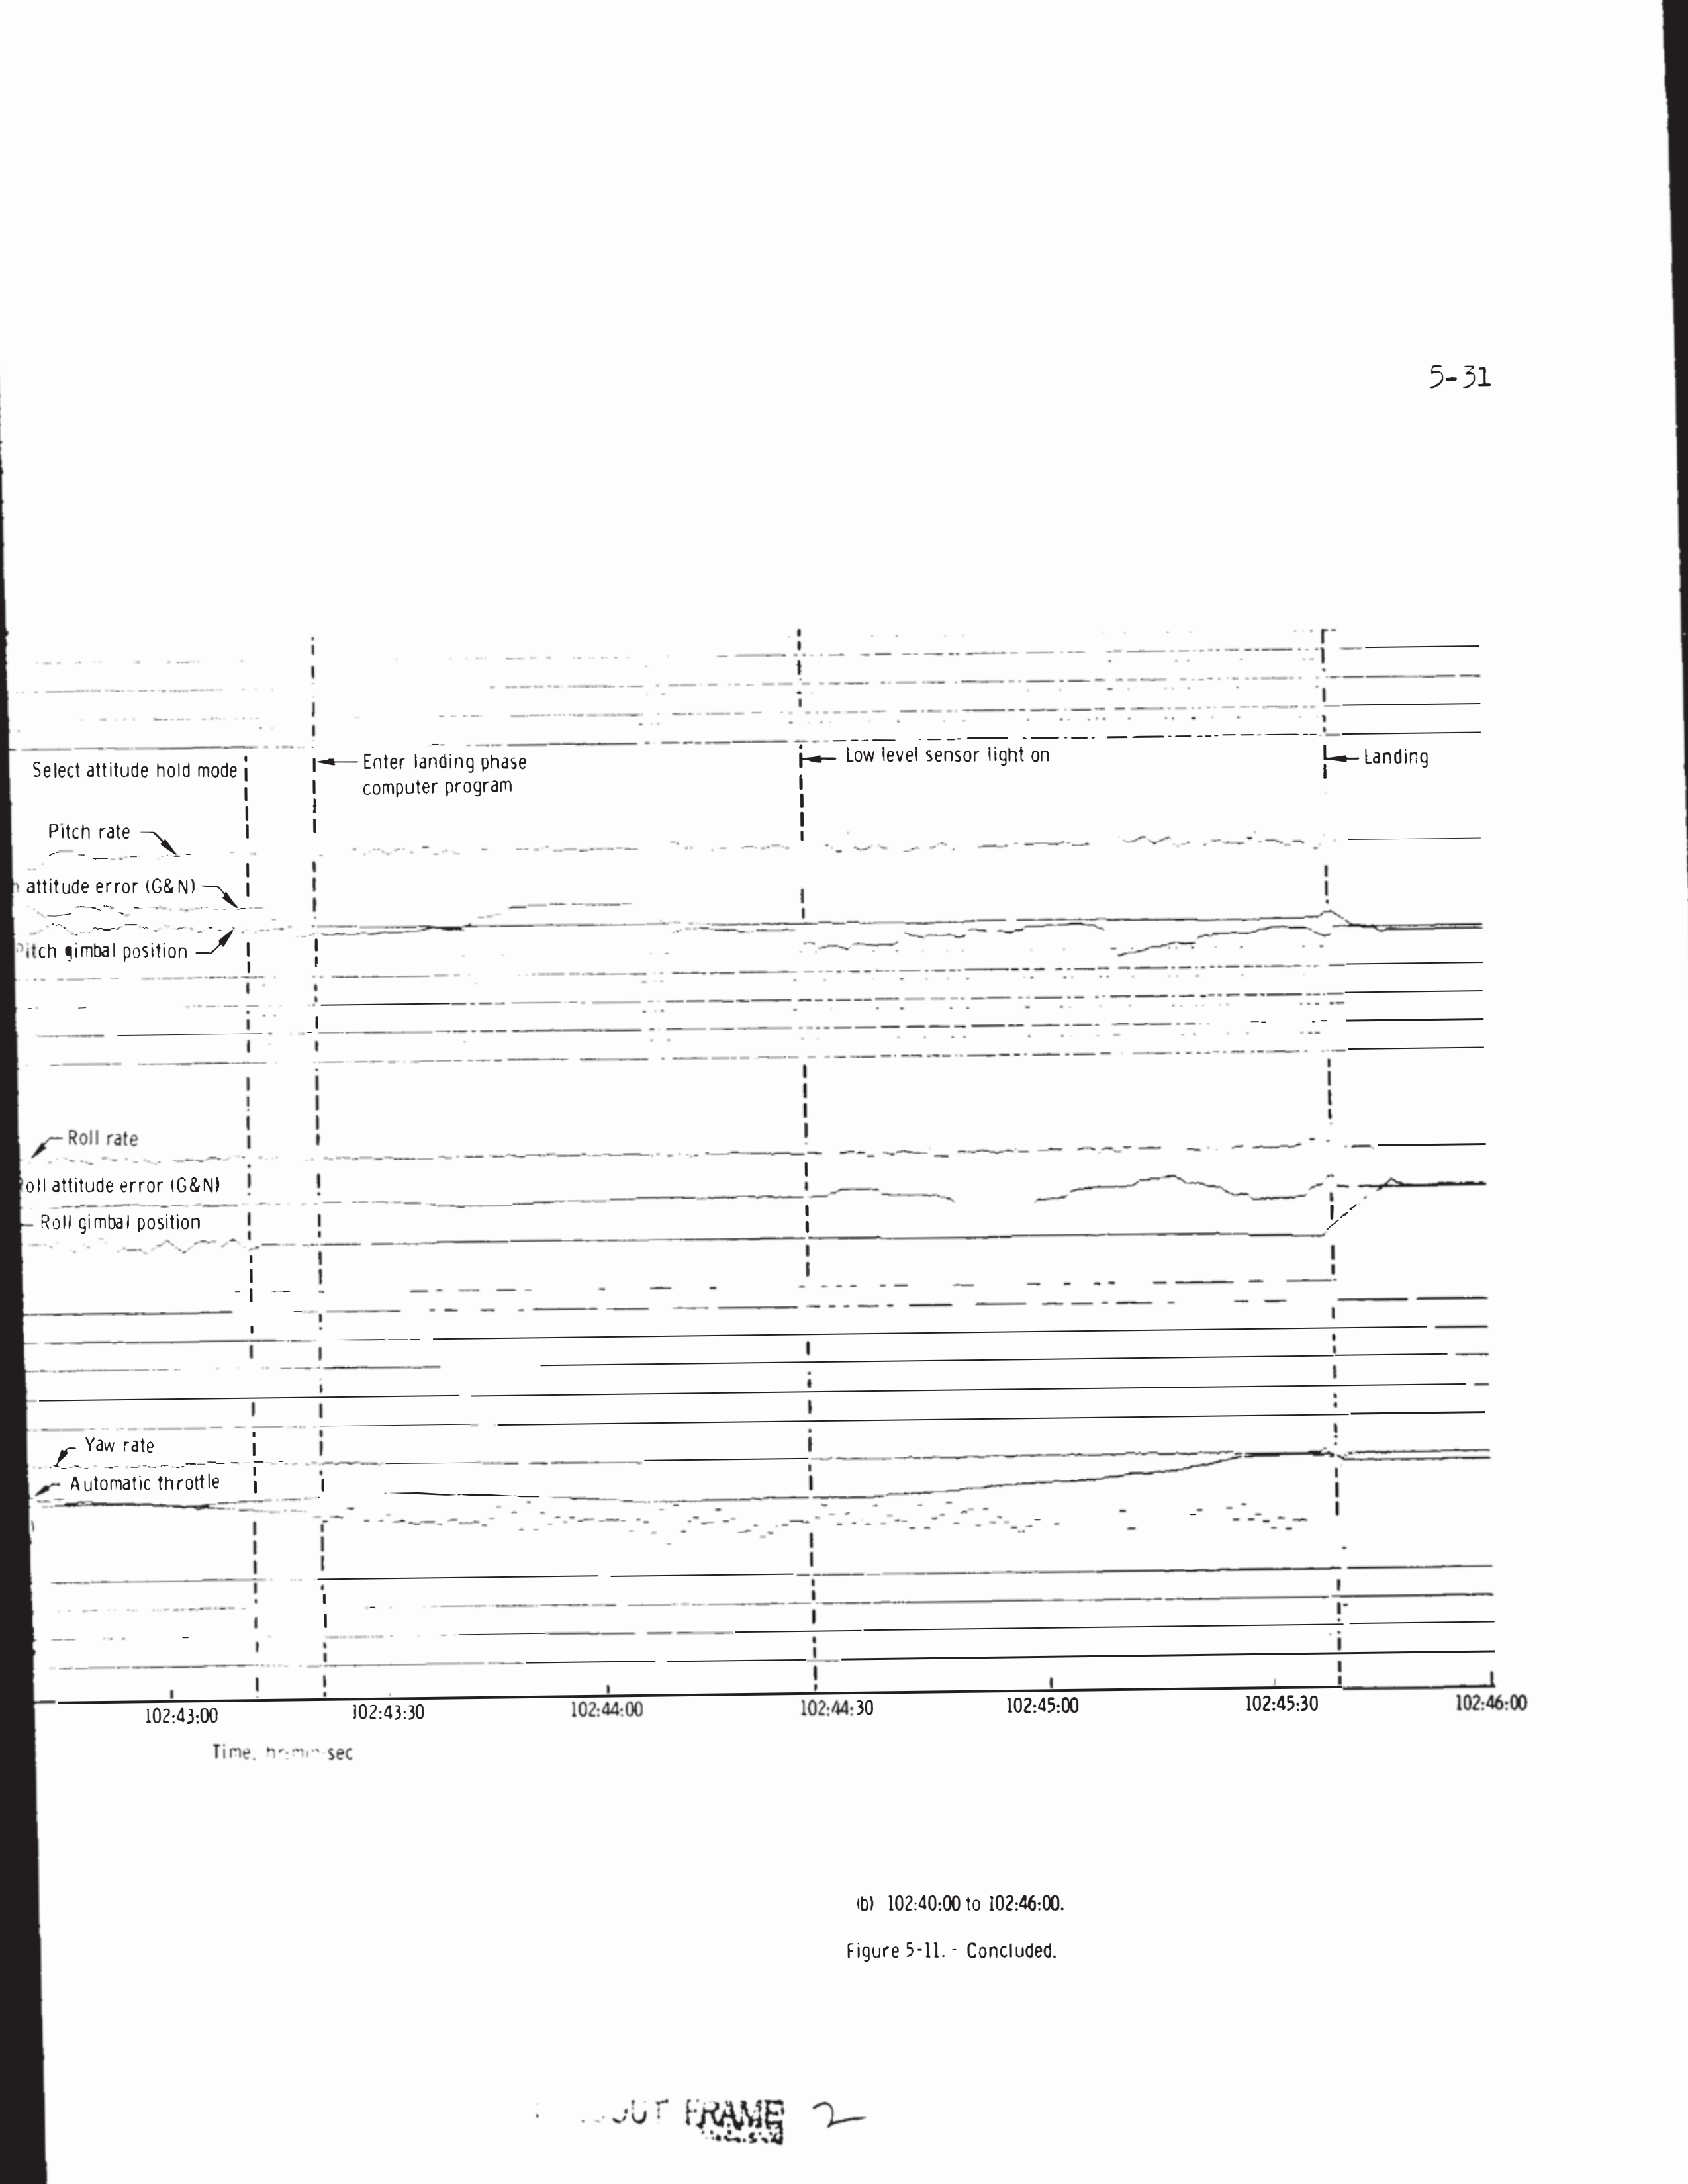 5-31
Select attitude hold mode
Enter landing phase
computer program
Low level sensor light on
Landing
Pitch rate
attitude error (G&N)
Pitch gimbal position
Roll rate
oll attitude error (G&N)
Roll gimbal position
Yaw rate
Automatic throttle
102:43:00
102:43:30
102:44:00
102:44:30
102:45:00
102:45:30
102:46:00
Time, hr:min:sec
(b) 102:40:00 to 102:46:00.
Figure 5-11. - Concluded.
OUT FRAME 2